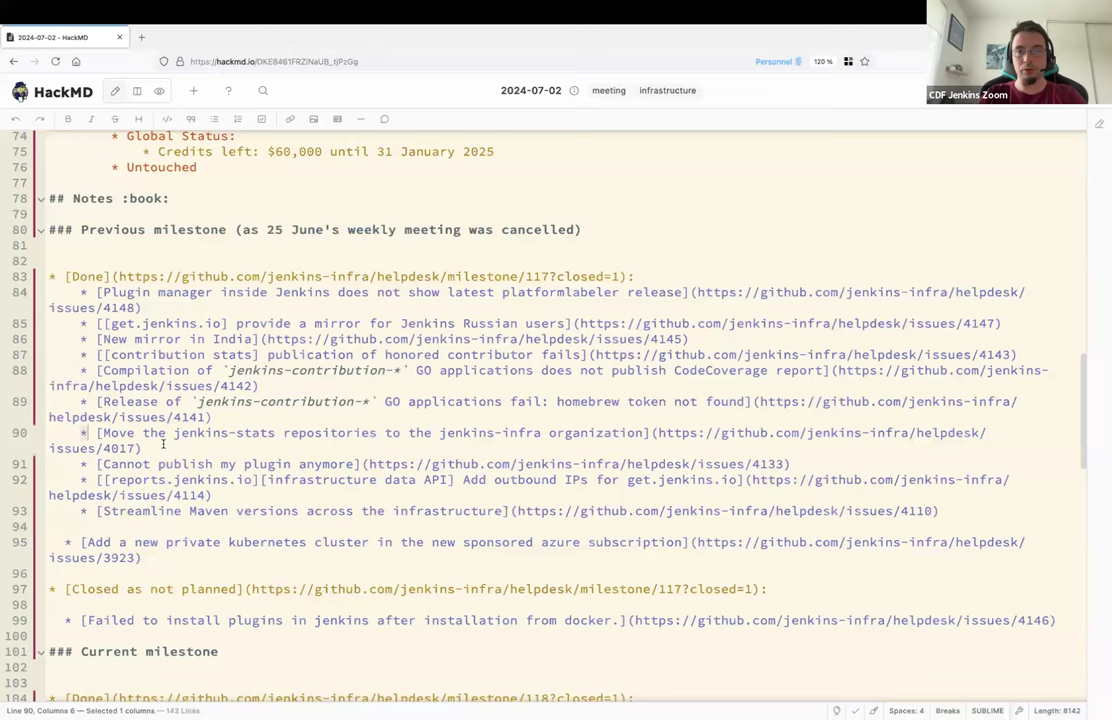 2024-07-02 - HackMD
https://hackmd.io/
Personnel
120 %
CDF Jenkins Zoom
HackMD
2024-07-02
meeting
infrastructure
74 * Global Status:
75 * Credits left: $60,000 until 31 January 2025
76 * Untouched
77
78 ## Notes :book:
79
80 ### Previous milestone (as 25 June's weekly meeting was cancelled)
81
82
83 * [Done](https://github.com/jenkins-infra/helpdesk/milestone/117?closed=1):
84 * [Plugin manager inside Jenkins does not show latest platformlabeler release](https://github.com/jenkins-infra/helpdesk/
issues/4148)
85 * [[get.jenkins.io] provide a mirror for Jenkins Russian users](https://github.com/jenkins-infra/helpdesk/issues/4147)
86 * [New mirror in India](https://github.com/jenkins-infra/helpdesk/issues/4145)
87 * [[contribution stats] publication of honored contributor fails](https://github.com/jenkins-infra/helpdesk/issues/4143)
88 * [Compilation of `jenkins-contribution-*` GO applications does not publish CodeCoverage report](https://github.com/jenkins-
infra/helpdesk/issues/4142)
89 * [Release of `jenkins-contribution-*` GO applications fail: homebrew token not found](https://github.com/jenkins-infra/
helpdesk/issues/4141)
90 * [Move the jenkins-stats repositories to the jenkins-infra organization](https://github.com/jenkins-infra/helpdesk/
issues/4017)
91 * [Cannot publish my plugin anymore](https://github.com/jenkins-infra/helpdesk/issues/4133)
92 * [[reports.jenkins.io][infrastructure data API] Add outbound IPs for get.jenkins.io](https://github.com/jenkins-infra/
helpdesk/issues/4114)
93 * [Streamline Maven versions across the infrastructure](https://github.com/jenkins-infra/helpdesk/issues/4110)
94
95 * [Add a new private kubernetes cluster in the new sponsored azure subscription](https://github.com/jenkins-infra/helpdesk/
issues/3923)
96
97 * [Closed as not planned](https://github.com/jenkins-infra/helpdesk/milestone/117?closed=1):
98
99 * [Failed to install plugins in jenkins after installation from docker.](https://github.com/jenkins-infra/helpdesk/issues/4146)
100
101 ### Current milestone
102
103
104 * [Done](https://github.com/jenkins-infra/helpdesk/milestone/118?closed=1):
Line 90, Columns 6 — Selected 1 columns — 142 Lines
Spaces: 4
Breaks
SUBLIME
Length: 8142